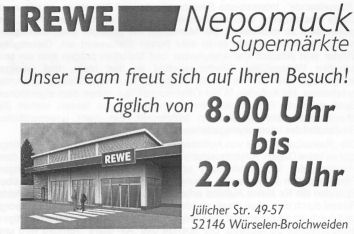 REWE Nepomuck
Supermärkte
Unser Team freut sich auf Ihren Besuch!
Täglich von 8.00 Uhr
bis
22.00 Uhr
REWE
Jülicher Str. 49-57
52146 Würselen-Broichweiden